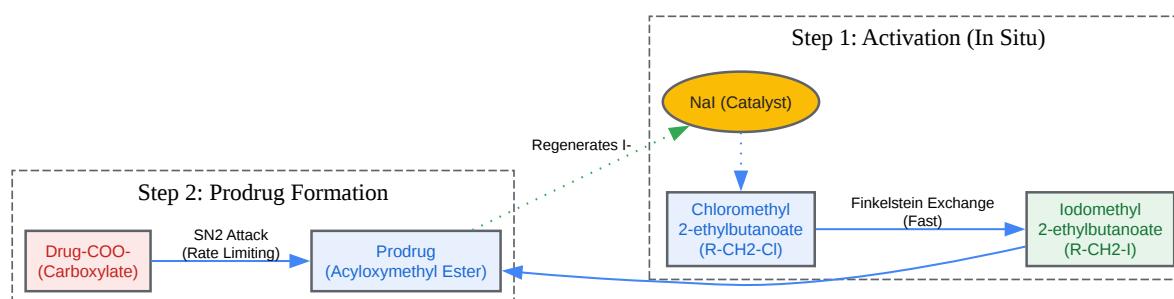 Step 1: Activation (In Situ)
NaI (Catalyst)
Regenerates I-
Step 2: Prodrug Formation
Chloromethyl
2-ethylbutanoate
(R-CH2-Cl)
Finkelstein Exchange
(Fast)
Iodomethyl
2-ethylbutanoate
(R-CH2-I)
Drug-COO-
(Carboxylate)
SN2 Attack
(Rate Limiting)
Prodrug
(Acyloxymethyl Ester)